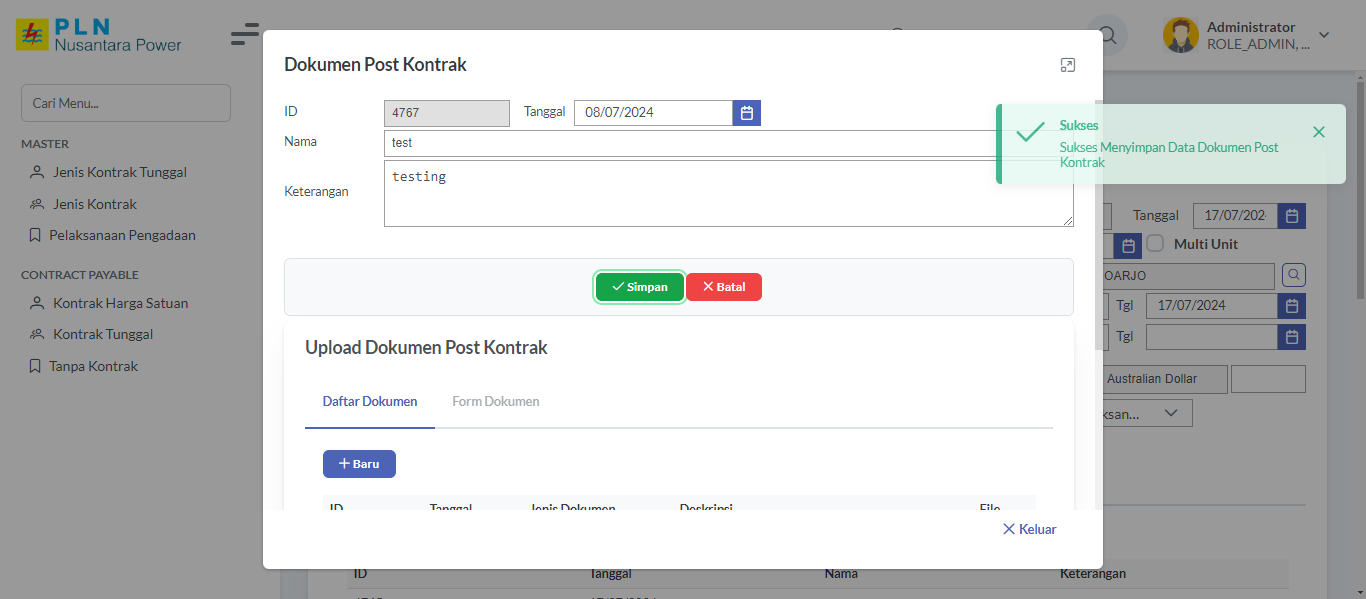 PLN
Nusantara Power
Administrator
ROLE_ADMIN, ...
Cari Menu...
MASTER
Jenis Kontrak Tunggal
Jenis Kontrak
Pelaksanaan Pengadaan
CONTRACT PAYABLE
Kontrak Harga Satuan
Kontrak Tunggal
Tanpa Kontrak
Dokumen Post Kontrak
ID 4767 Tanggal 08/07/2024
Nama test
Keterangan testing
Simpan Batal
Upload Dokumen Post Kontrak
Daftar Dokumen Form Dokumen
Baru
ID Tanggal Jenis Dokumen Deskripsi File
Keluar
Sukses
Sukses Menyimpan Data Dokumen Post
Kontrak
Tanggal 17/07/202
Multi Unit
OARJO
Tgl 17/07/2024
Tgl
Australian Dollar
ksan...
ID Tanggal Nama Keterangan